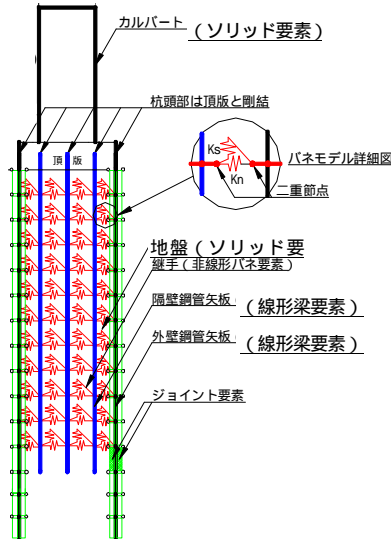 カルバート（ソリッド要素）
杭頭部は頂版と剛結
頂版
Ks
Kn
バネモデル詳細図
二重節点
地盤（ソリッド要
継手（非線形バネ要素）
隔壁鋼管矢板（線形梁要素）
外壁鋼管矢板（線形梁要素）
ジョイント要素